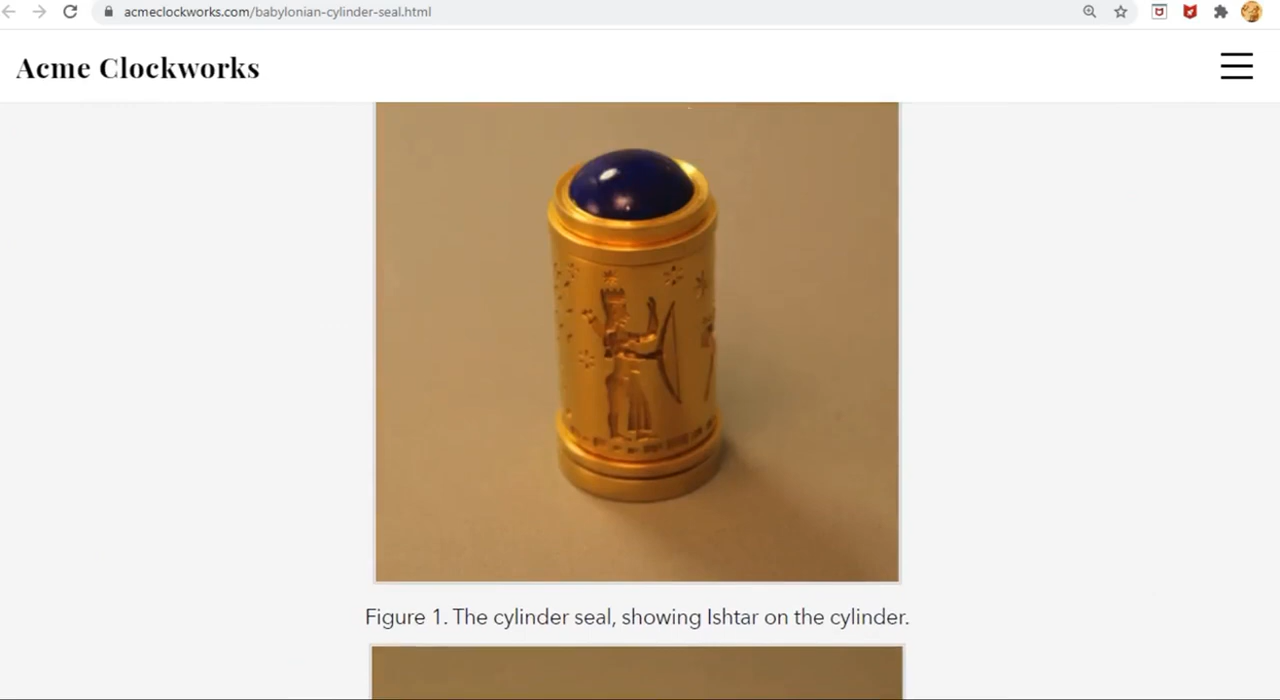 acmeclockworks.com/babylonian-cylinder-seal.html
Acme Clockworks
Figure 1. The cylinder seal, showing Ishtar on the cylinder.